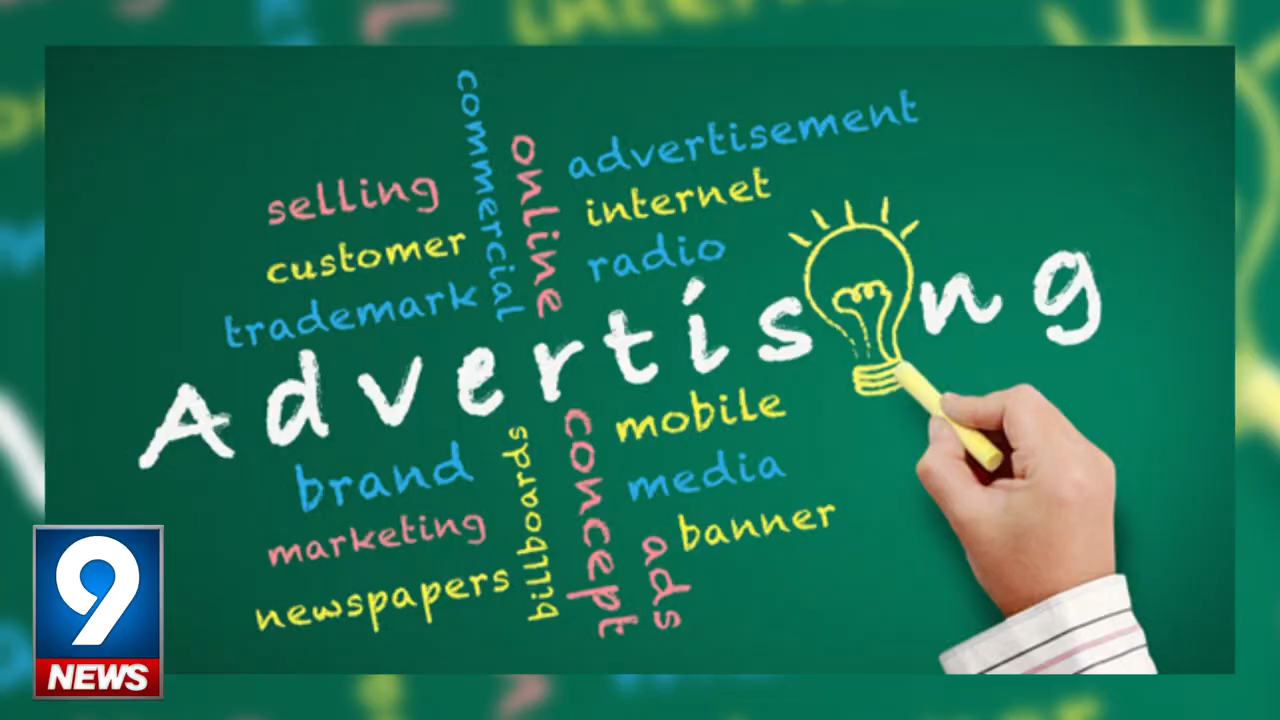 commercial
online
advertisement
selling
internet
customer
radio
trademark
Advertising
mobile
brand
billboards
concept
media
marketing
banner
ads
newspapers
9
NEWS